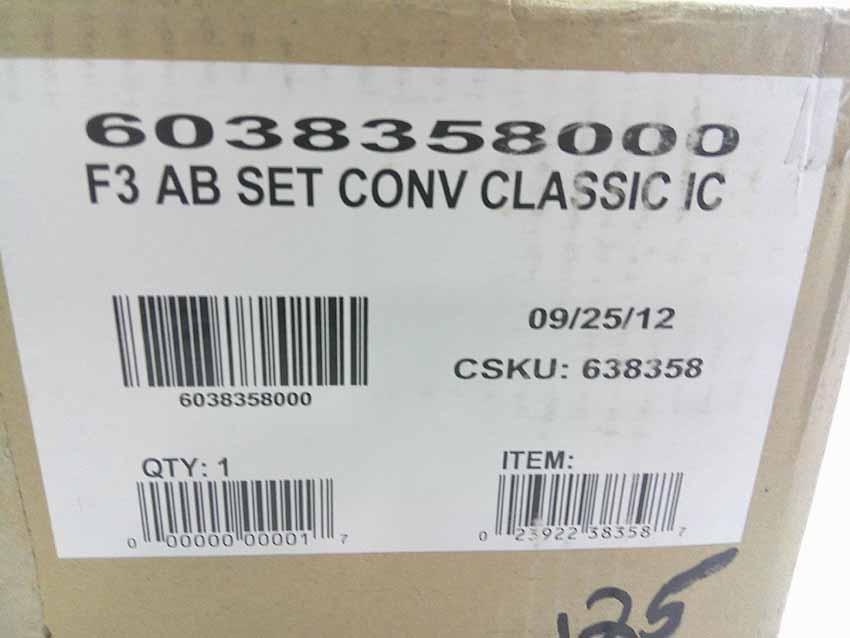 6038358000
F3 AB SET CONV CLASSIC IC
09/25/12
CSKU: 638358
6038358000
QTY: 1
ITEM:
0 00000 00001 7
0 23922 38358 7
125